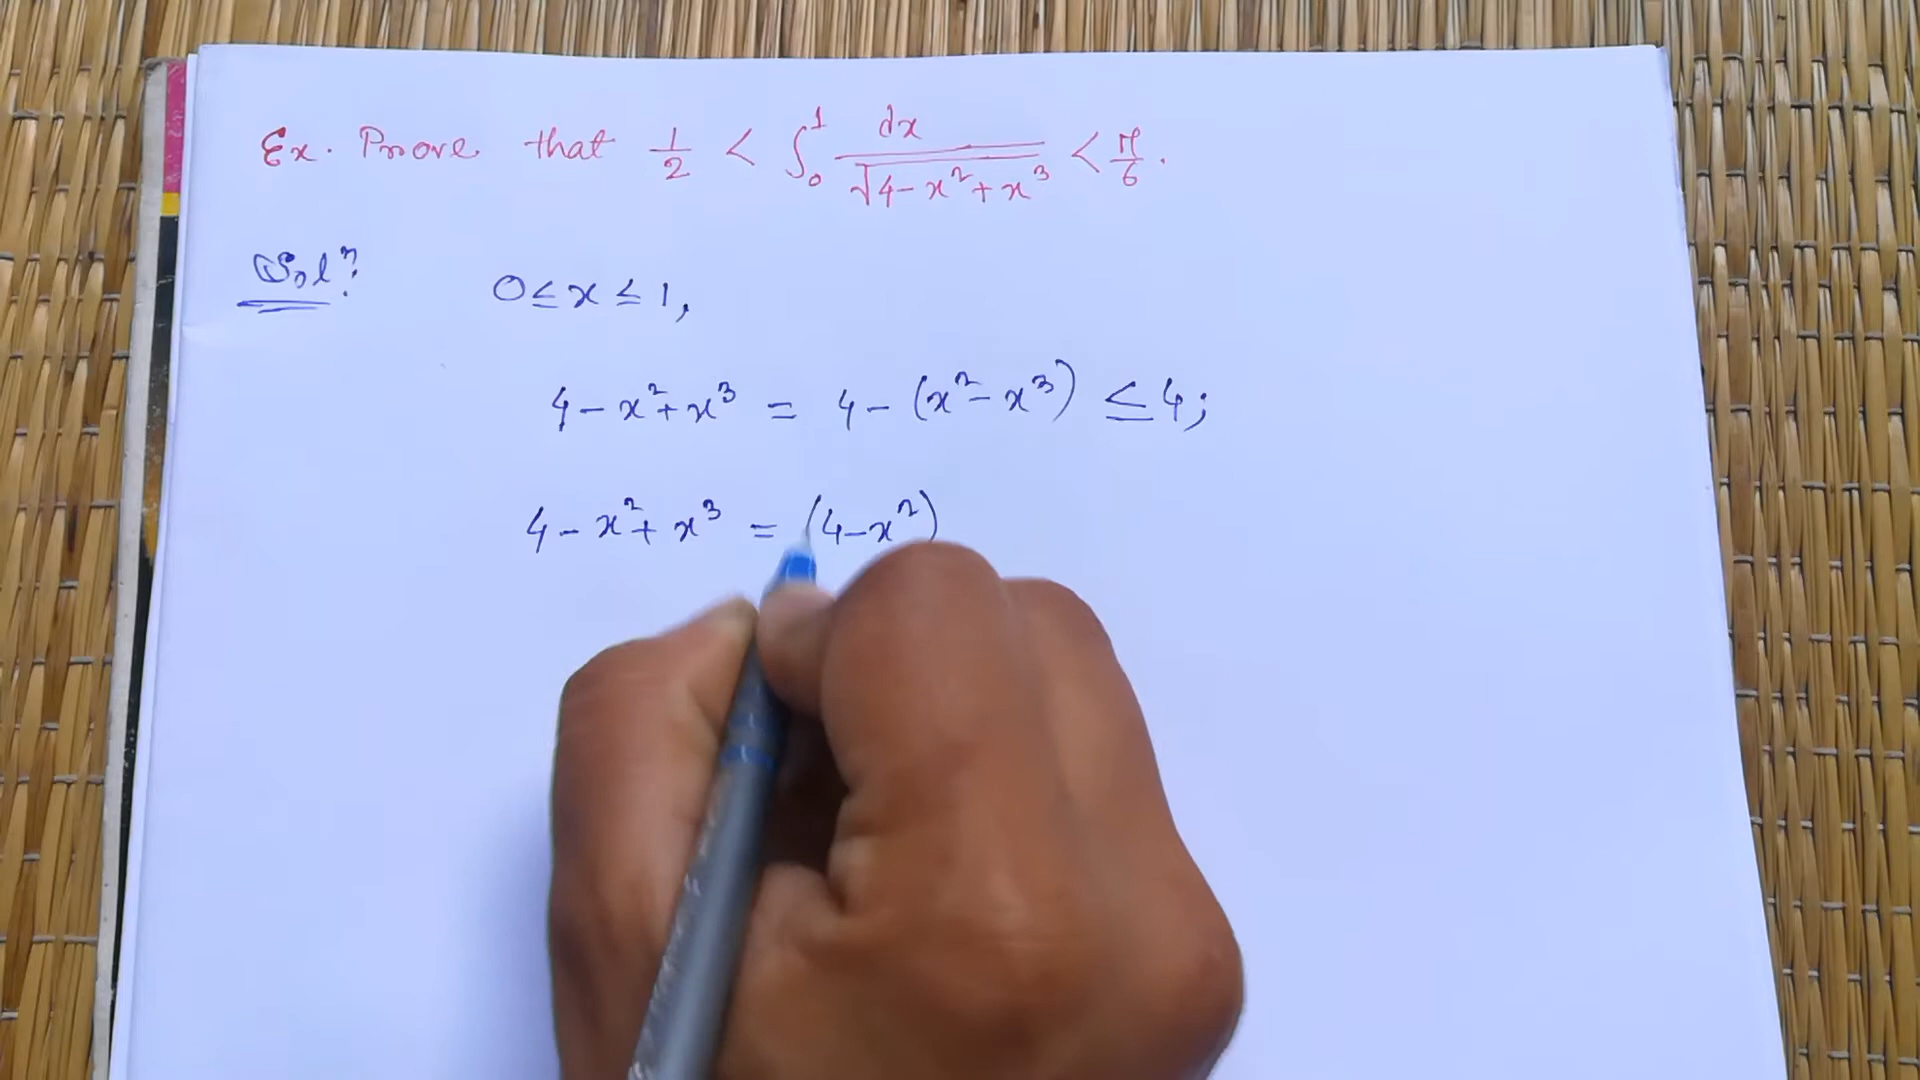 Ex. Prove that 1/2 < ∫₀¹ dx/√(4-x²+x³) < π/6.
Solⁿ.
0≤x≤1,
4-x²+x³ = 4-(x²-x³) ≤4;
4-x²+x³ = (4-x²)